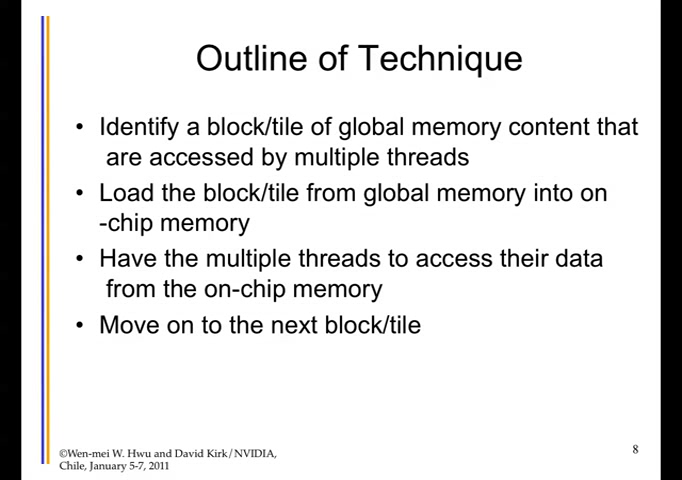 Outline of Technique
• Identify a block/tile of global memory content that
are accessed by multiple threads
• Load the block/tile from global memory into on
-chip memory
• Have the multiple threads to access their data
from the on-chip memory
• Move on to the next block/tile
©Wen-mei W. Hwu and David Kirk/NVIDIA,
Chile, January 5-7, 2011
8